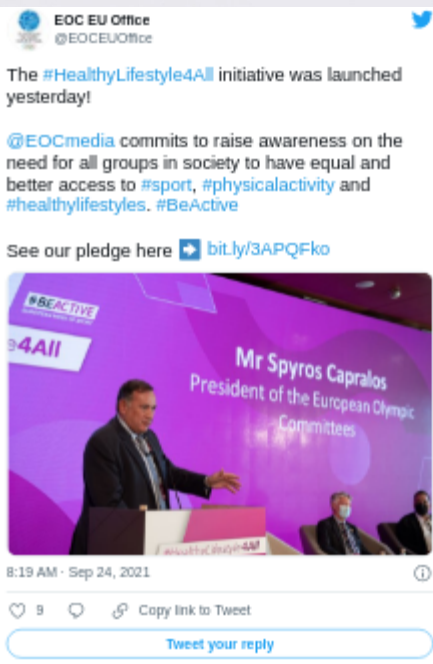 EOC EU Office
@EOCEUOffice
The #HealthyLifestyle4All initiative was launched
yesterday!
@EOCmedia commits to raise awareness on the
need for all groups in society to have equal and
better access to #sport, #physicalactivity and
#healthylifestyles. #BeActive
See our pledge here ➡️ bit.ly/3APQFko
#BEACTIVE
e4All
Mr Spyros Capralos
President of the European Olympic
Committees
#HealthyLifestyle4All
8:19 AM · Sep 24, 2021
9
Copy link to Tweet
Tweet your reply